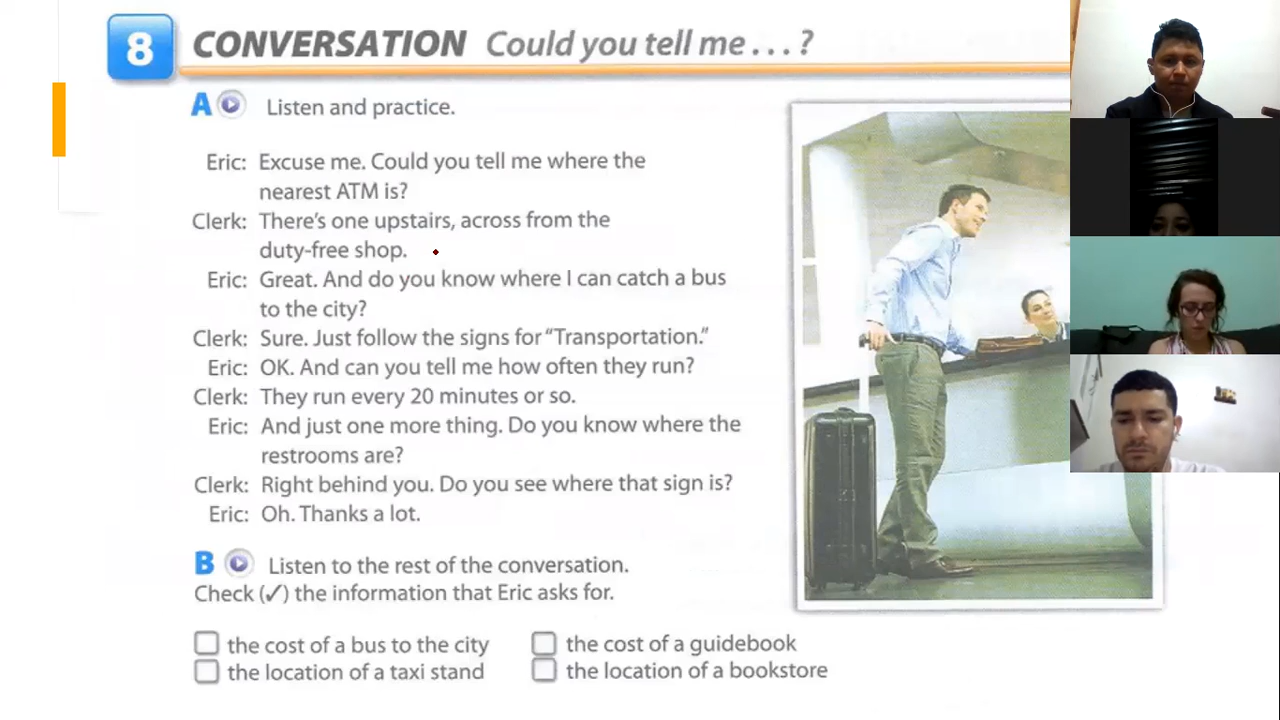 8 CONVERSATION Could you tell me...?
A Listen and practice.
Eric: Excuse me. Could you tell me where the
nearest ATM is?
Clerk: There's one upstairs, across from the
duty-free shop.
Eric: Great. And do you know where I can catch a bus
to the city?
Clerk: Sure. Just follow the signs for “Transportation.”
Eric: OK. And can you tell me how often they run?
Clerk: They run every 20 minutes or so.
Eric: And just one more thing. Do you know where the
restrooms are?
Clerk: Right behind you. Do you see where that sign is?
Eric: Oh. Thanks a lot.
B Listen to the rest of the conversation.
Check (✓) the information that Eric asks for.
the cost of a bus to the city
the location of a taxi stand
the cost of a guidebook
the location of a bookstore